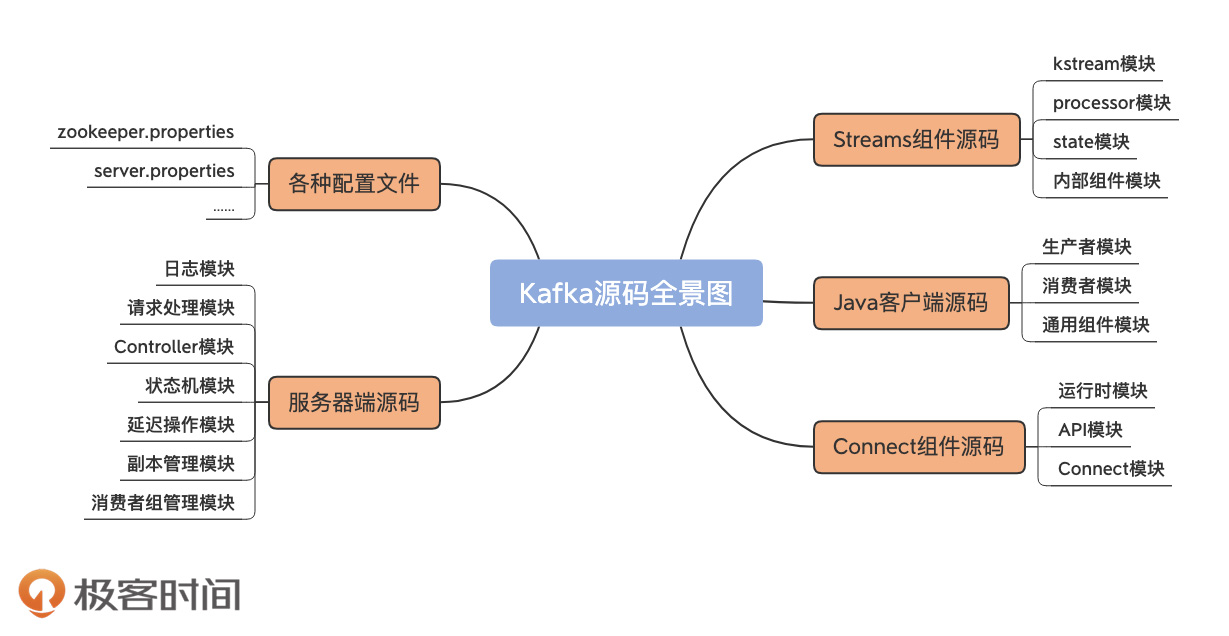 Kafka源码全景图
各种配置文件
zookeeper.properties
server.properties
......
服务器端源码
日志模块
请求处理模块
Controller模块
状态机模块
延迟操作模块
副本管理模块
消费者组管理模块
Streams组件源码
kstream模块
processor模块
state模块
内部组件模块
Java客户端源码
生产者模块
消费者模块
通用组件模块
Connect组件源码
运行时模块
API模块
Connect模块
极客时间